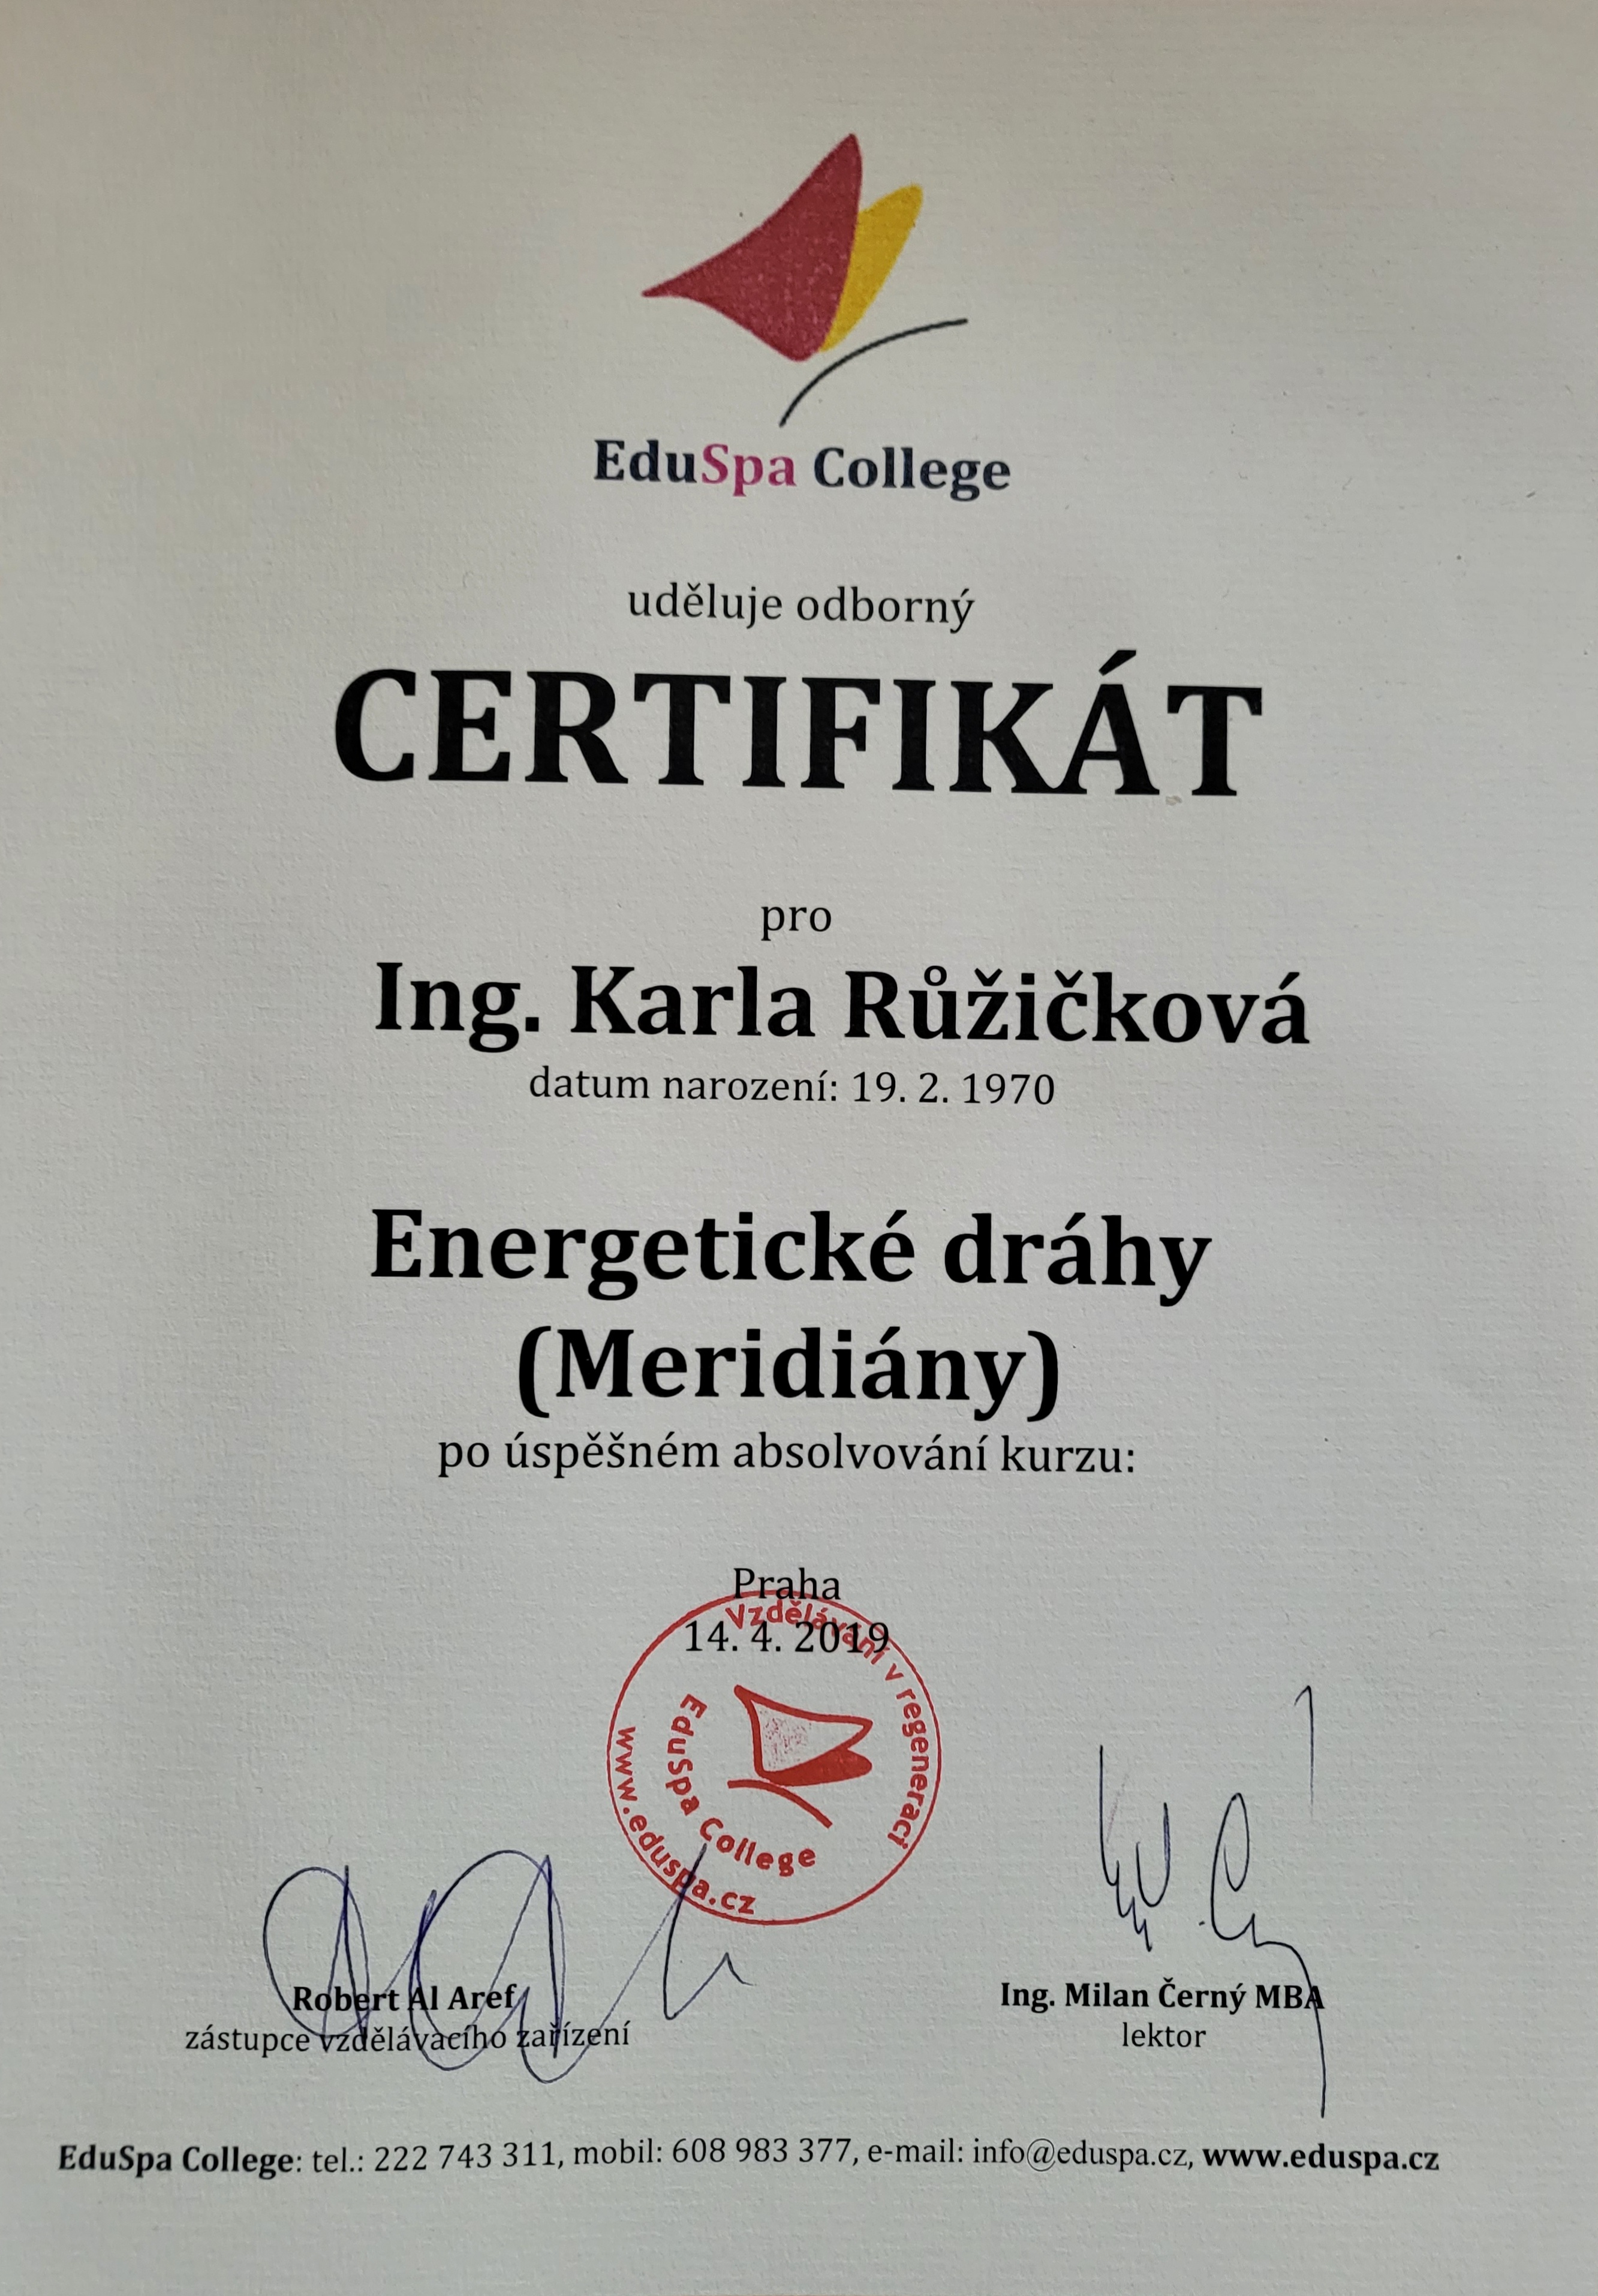 EduSpa College
uděluje odborný
CERTIFIKÁT
pro
Ing. Karla Růžičková
datum narození: 19. 2. 1970
Energetické dráhy
(Meridiány)
po úspěšném absolvování kurzu:
Praha
14. 4. 2019
Vzdělávání v regeneraci
EduSpa College
www.eduspa.cz
Robert Al Aref
zástupce vzdělávacího zařízení
Ing. Milan Černý MBA
lektor
EduSpa College: tel.: 222 743 311, mobil: 608 983 377, e-mail: info@eduspa.cz, www.eduspa.cz